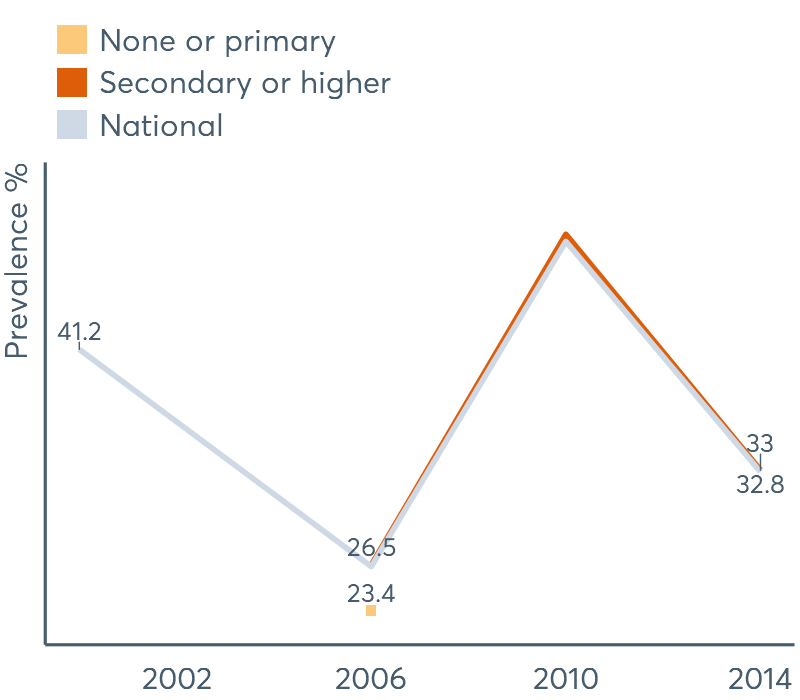 None or primary
Secondary or higher
National
Prevalence %
41.2
26.5
23.4
33
32.8
2002 2006 2010 2014